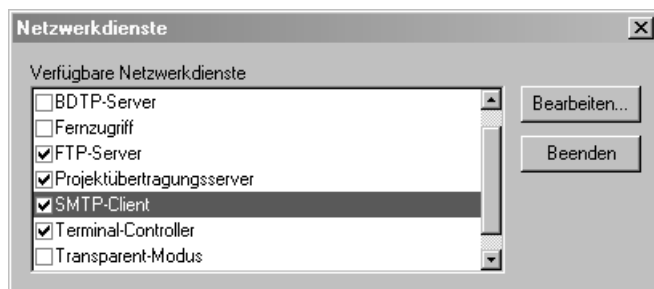 Netzwerkdienste
Verfügbare Netzwerkdienste
BDTP-Server
Fernzugriff
FTP-Server
Projektübertragungsserver
SMTP-Client
Terminal-Controller
Transparent-Modus
Bearbeiten...
Beenden